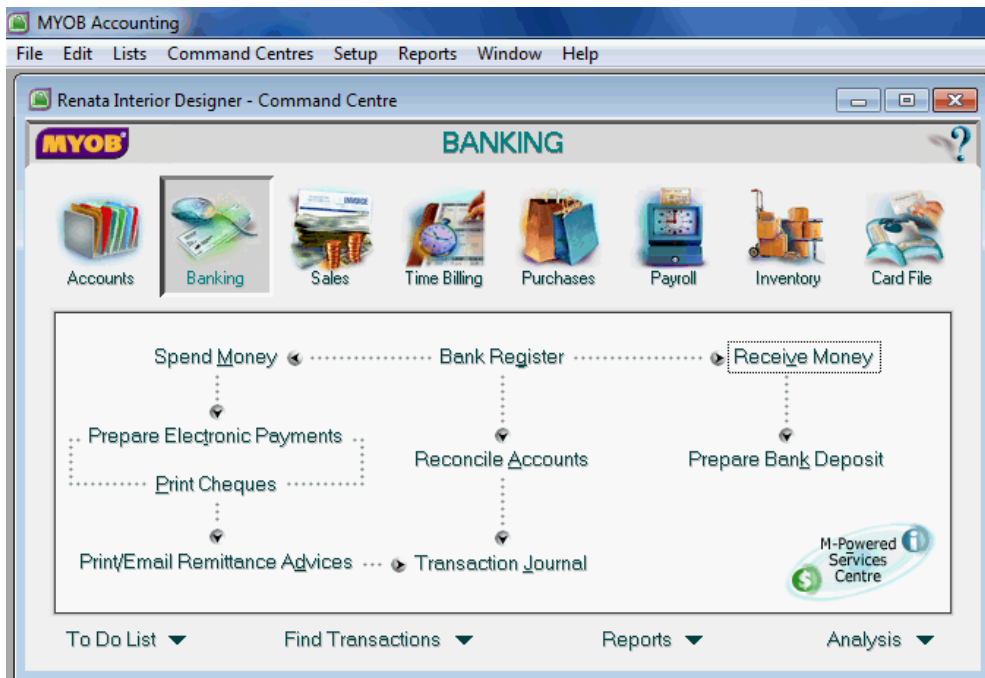 MYOB Accounting
File Edit Lists Command Centres Setup Reports Window Help
Renata Interior Designer - Command Centre
MYOB BANKING ?
Accounts Banking Sales Time Billing Purchases Payroll Inventory Card File
Spend Money Bank Register Receive Money
Prepare Electronic Payments
Reconcile Accounts Prepare Bank Deposit
Print Cheques
Print/Email Remittance Advices Transaction Journal
M-Powered
Services
Centre
To Do List Find Transactions Reports Analysis